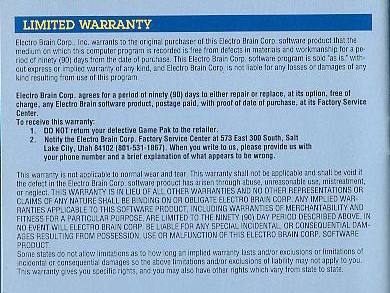 LIMITED WARRANTY
Electro Brain Corp., Inc. warrants to the original purchaser of this Electro Brain Corp. software product that the
medium on which this computer program is recorded is free from defects in materials and workmanship for a pe-
riod of ninety (90) days from the date of purchase. This Electro Brain Corp. software program is sold "as is," with-
out express or implied warranty of any kind, and Electro Brain Corp. is not liable for any losses or damages of any
kind resulting from use of this program.
Electro Brain Corp. agrees for a period of ninety (90) days to either repair or replace, at its option, free of
charge, any Electro Brain software product, postage paid, with proof of date of purchase, at its Factory Service
Center.
To receive this warranty:
1. DO NOT return your defective Game Pak to the retailer.
2. Notify the Electro Brain Corp. Factory Service Center at 573 East 300 South, Salt
Lake City, Utah 84102 (801-531-1867). When you write to us, please provide us with
your phone number and a brief explanation of what appears to be wrong.
This warranty is not applicable to normal wear and tear. This warranty shall not be applicable and shall be void if
the defect in the Electro Brain Corp. software product has arisen through abuse, unreasonable use, mistreatment,
or neglect. THIS WARRANTY IS IN LIEU OF ALL OTHER WARRANTIES AND NO OTHER REPRESENTATIONS OR
CLAIMS OF ANY NATURE SHALL BE BINDING ON OR OBLIGATE ELECTRO BRAIN CORP. ANY IMPLIED WAR-
RANTIES APPLICABLE TO THIS SOFTWARE PRODUCT, INCLUDING WARRANTIES OF MERCHANTABILITY AND
FITNESS FOR A PARTICULAR PURPOSE, ARE LIMITED TO THE NINETY (90) DAY PERIOD DESCRIBED ABOVE. IN
NO EVENT WILL ELECTRO BRAIN CORP. BE LIABLE FOR ANY SPECIAL, INCIDENTAL, OR CONSEQUENTIAL DAM-
AGES RESULTING FROM POSSESSION, USE OR MALFUNCTION OF THIS ELECTRO BRAIN CORP. SOFTWARE
PRODUCT.
Some states do not allow limitations as to how long an implied warranty lasts and/or exclusions or limitations of
incidental or consequential damages so the above limitations and/or exclusions of liability may not apply to you.
This warranty gives you specific rights, and you may also have other rights which vary from state to state.